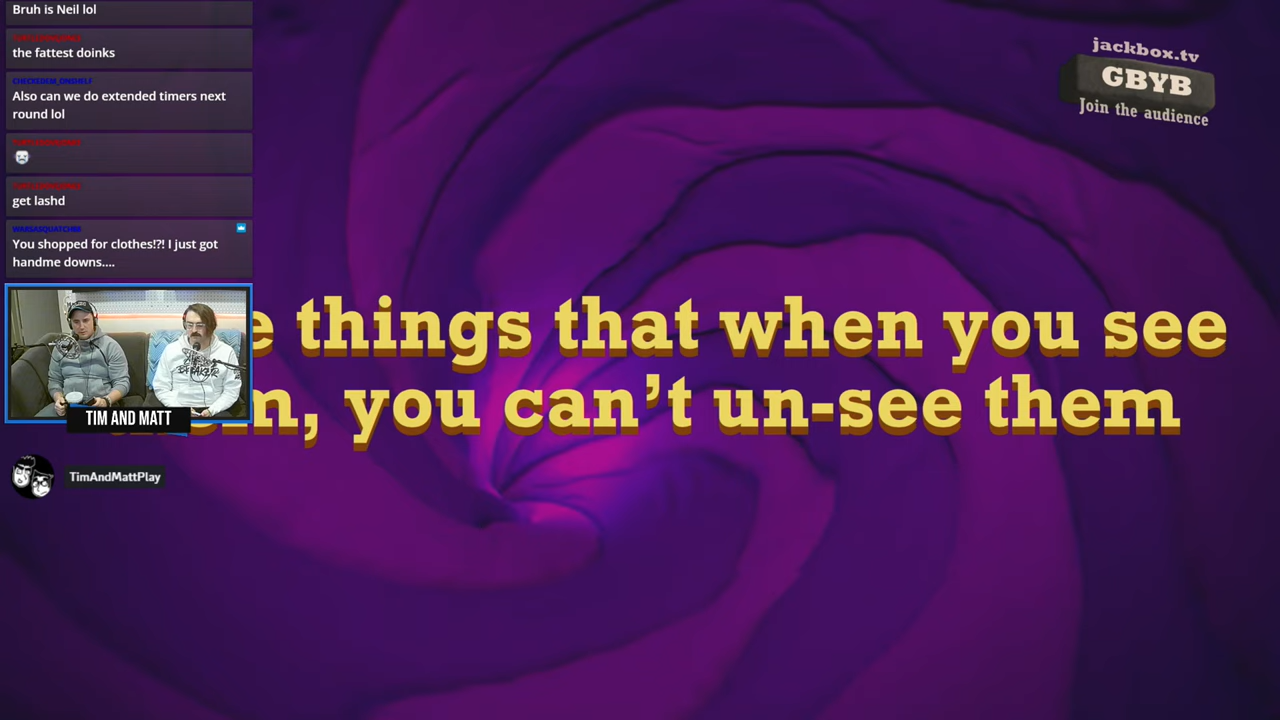 Bruh is Neil lol
the fattest doinks
Also can we do extended timers next
round lol
get lashd
You shopped for clothes!?! I just got
handme downs....
jackbox.tv
GBYB
Join the audience
things that when you see
you can't un-see them
TIM AND MATT
TimAndMattPlay